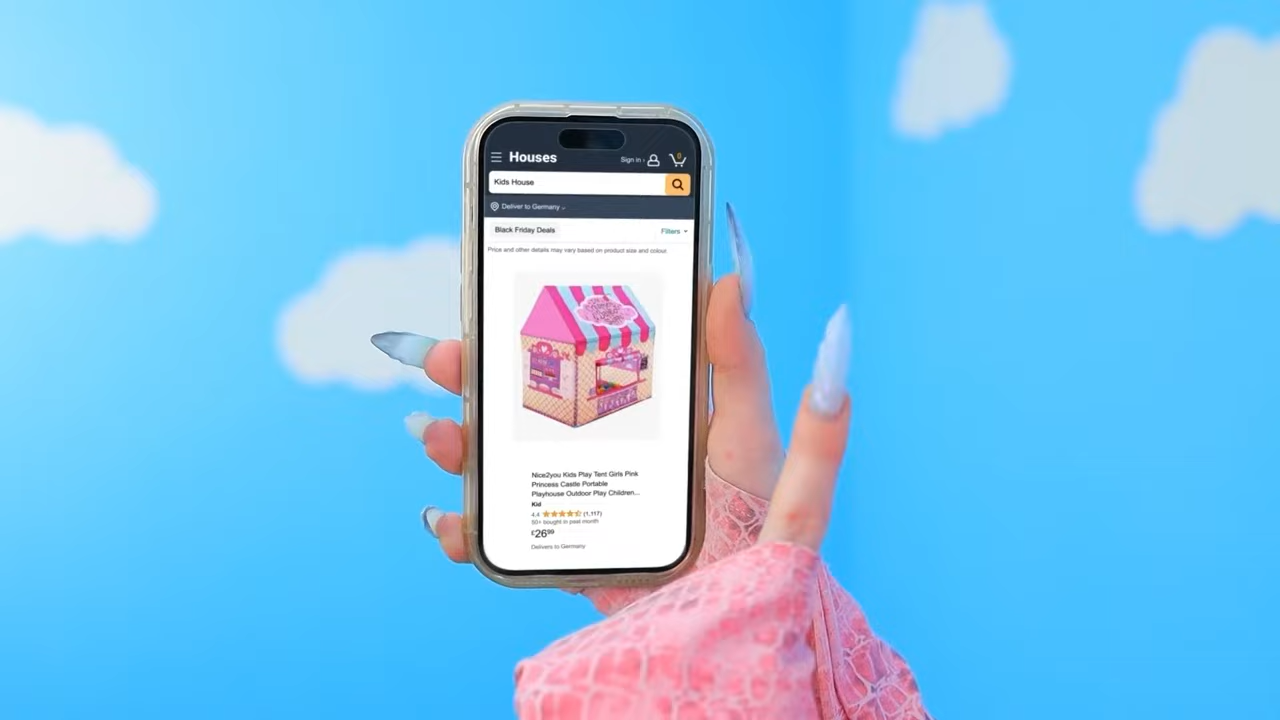 Houses
Sign in ›
0
Kids House
Deliver to Germany
Black Friday Deals
Filters
Price and other details may vary based on product size and colour
Nice2you Kids Play Tent Girls Pink
Princess Castle Portable
Playhouse Outdoor Play Children...
Kid
4.4 (1,117)
50+ bought in past month
£2699
Delivers to Germany